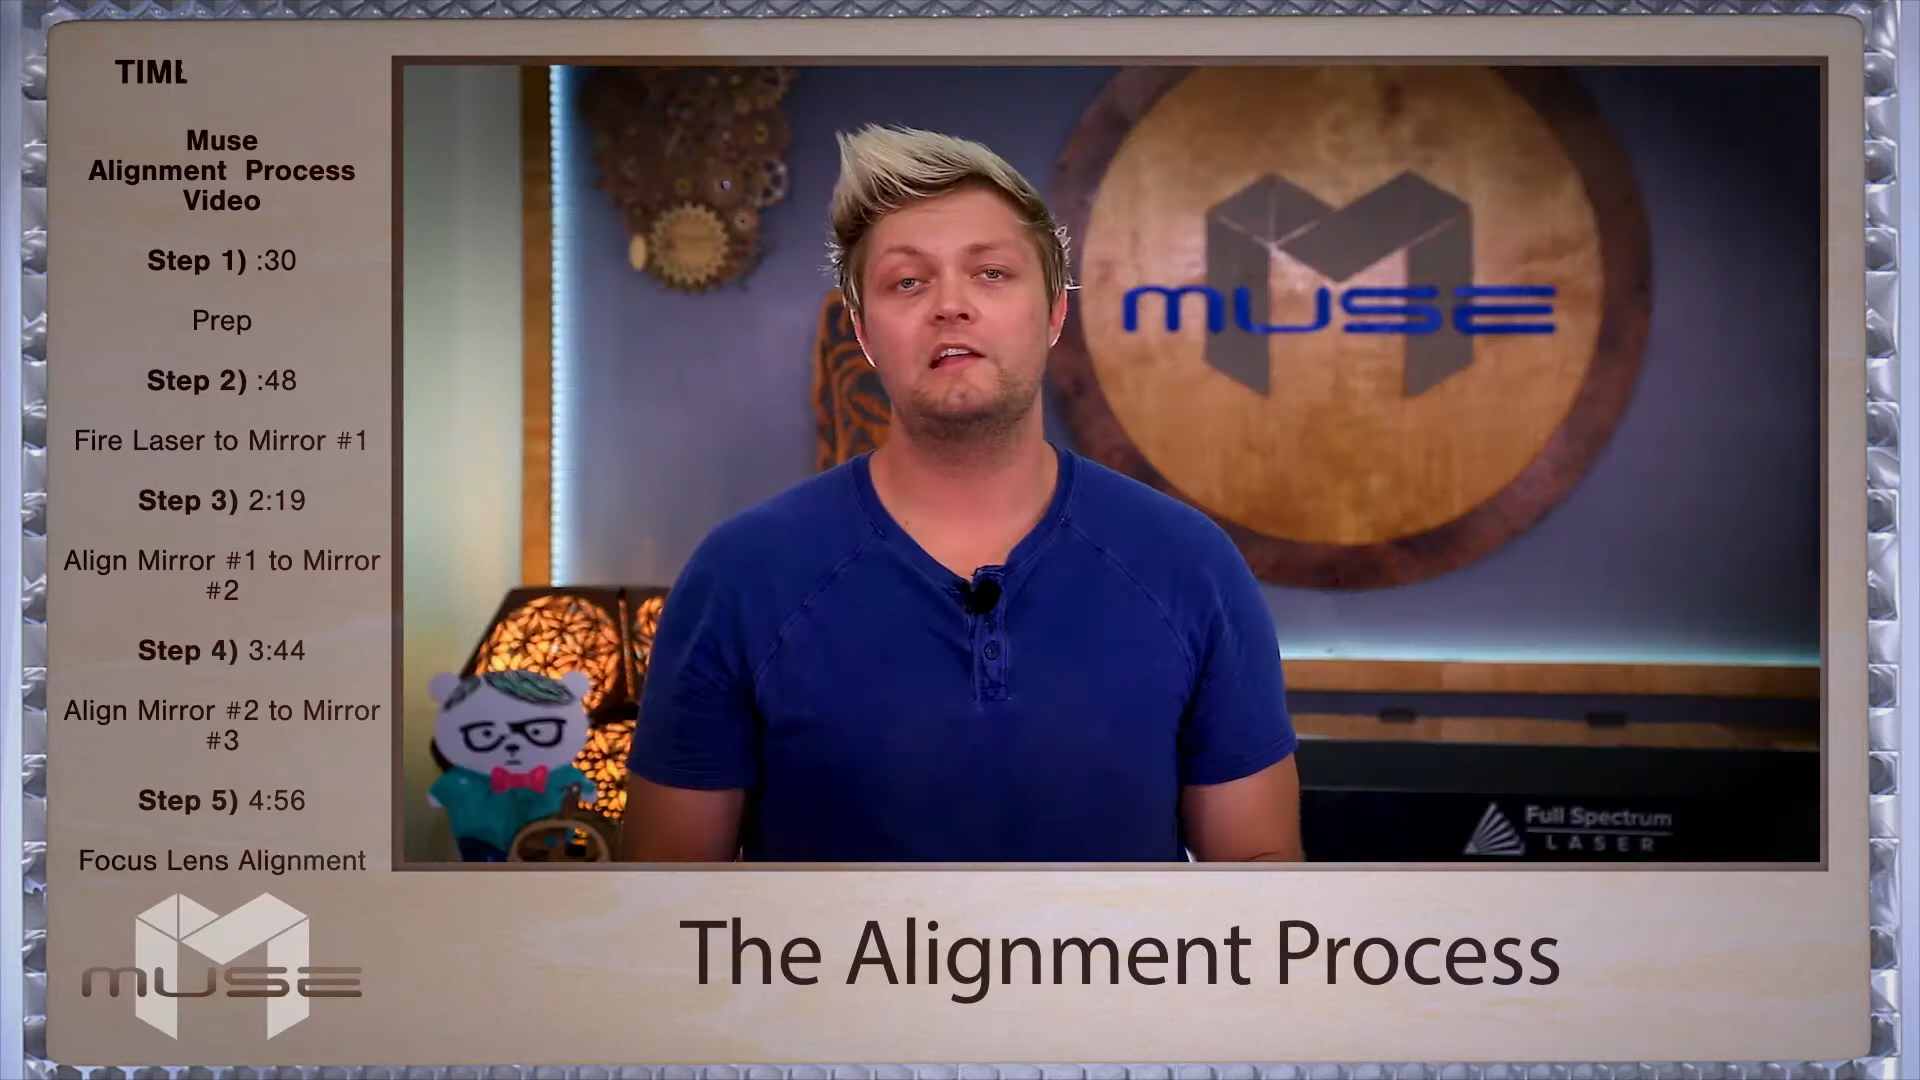 TIML
Muse
Alignment Process
Video
Step 1) :30
Prep
Step 2) :48
Fire Laser to Mirror #1
Step 3) 2:19
Align Mirror #1 to Mirror
#2
Step 4) 3:44
Align Mirror #2 to Mirror
#3
Step 5) 4:56
Focus Lens Alignment
MUSE
MUSE
Full Spectrum
LASER
The Alignment Process